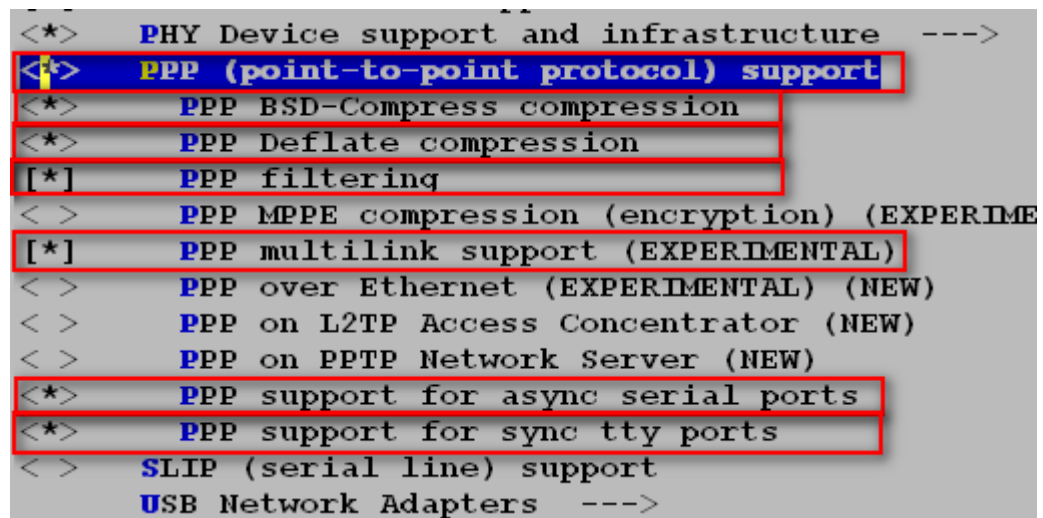 <*> PHY Device support and infrastructure --->
<*> PPP (point-to-point protocol) support
<*> PPP BSD-Compress compression
<*> PPP Deflate compression
[*] PPP filtering
< > PPP MPPE compression (encryption) (EXPERIME
[*] PPP multilink support (EXPERIMENTAL)
< > PPP over Ethernet (EXPERIMENTAL) (NEW)
< > PPP on L2TP Access Concentrator (NEW)
< > PPP on PPTP Network Server (NEW)
<*> PPP support for async serial ports
<*> PPP support for sync tty ports
< > SLIP (serial line) support
USB Network Adapters --->